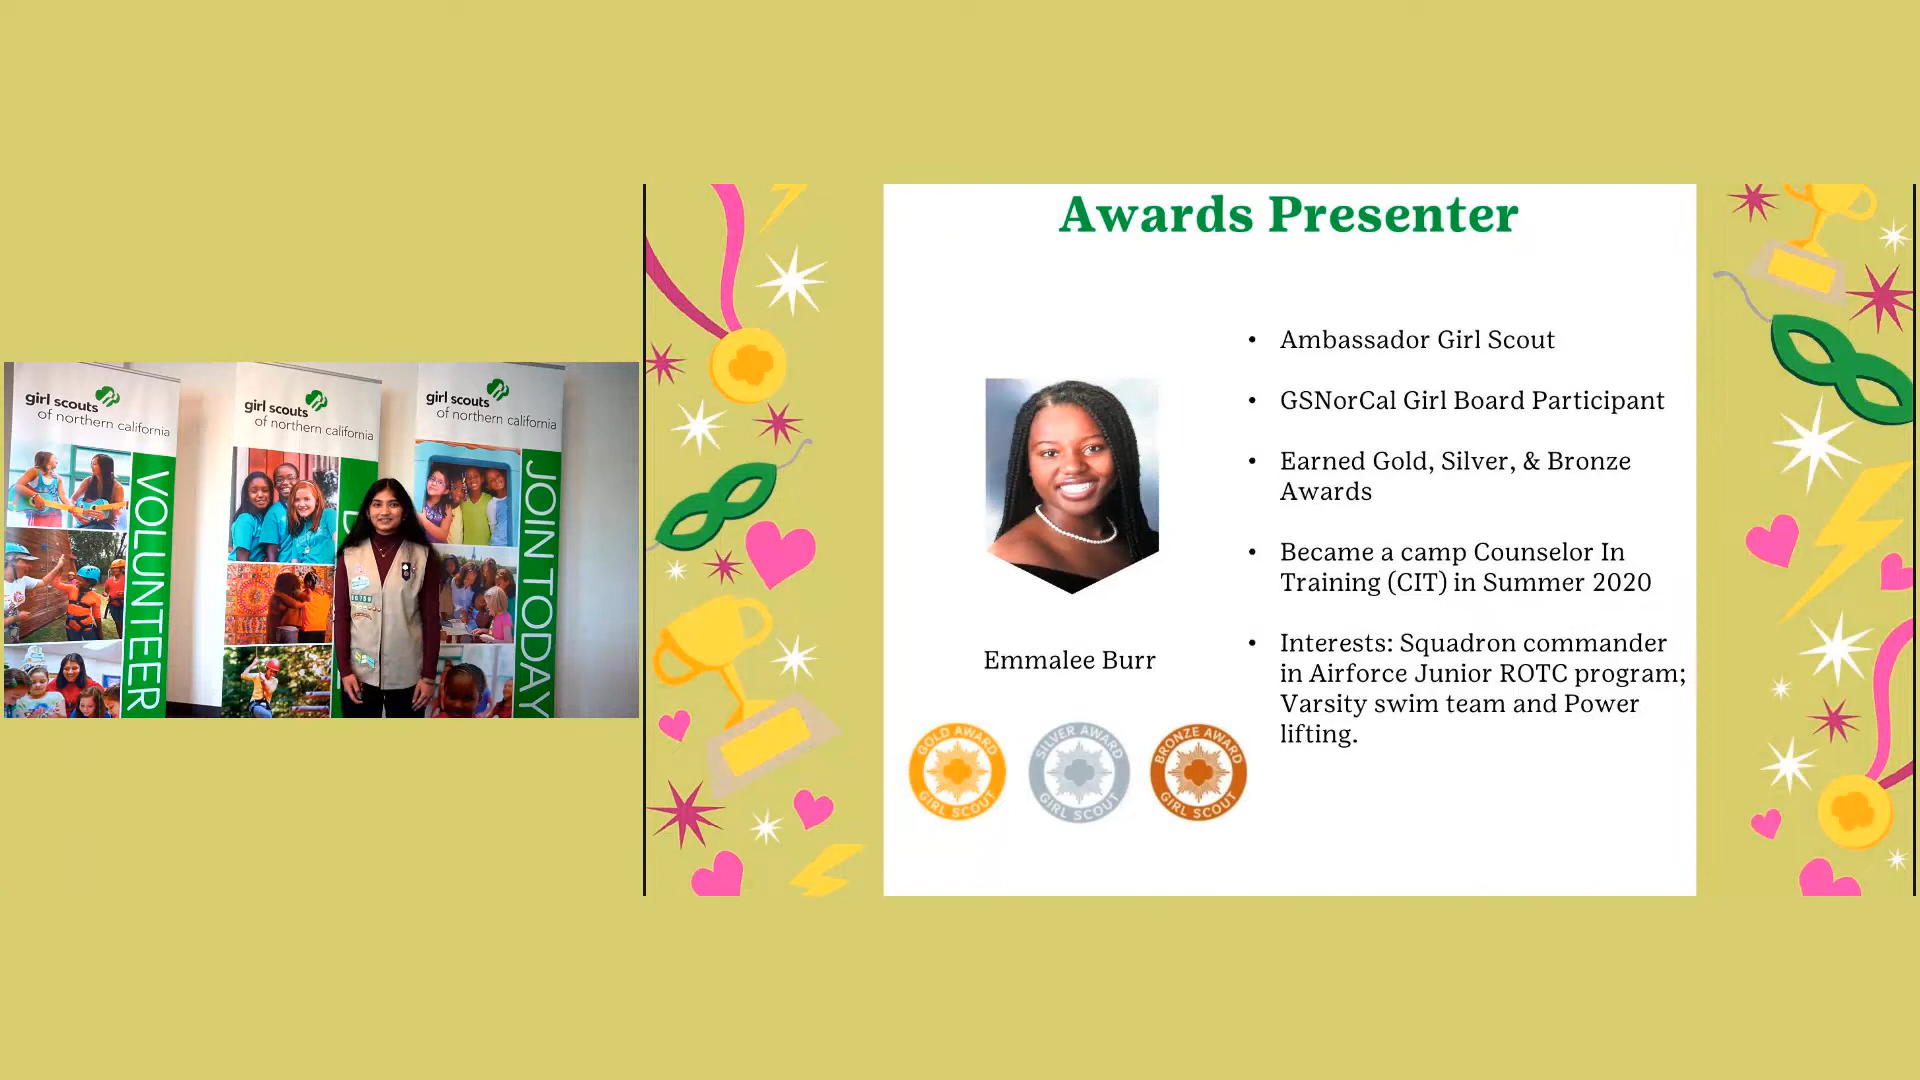 girl scouts
of northern california
VOLUNTEER
girl scouts
of northern california
girl scouts
of northern california
JOIN TODAY
Awards Presenter
Emmalee Burr
GOLD AWARD
GIRL SCOUT
SILVER AWARD
GIRL SCOUT
BRONZE AWARD
GIRL SCOUT
• Ambassador Girl Scout
• GSNorCal Girl Board Participant
• Earned Gold, Silver, & Bronze
Awards
• Became a camp Counselor In
Training (CIT) in Summer 2020
• Interests: Squadron commander
in Airforce Junior ROTC program;
Varsity swim team and Power
lifting.